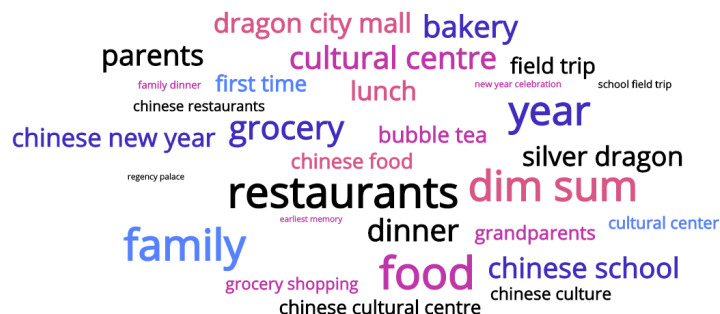 dragon city mall
bakery
parents
cultural centre
field trip
family dinner
first time
lunch
new year celebration
school field trip
chinese restaurants
year
chinese new year
grocery
bubble tea
silver dragon
chinese food
regency palace
restaurants
dim sum
earliest memory
dinner
cultural center
family
grandparents
food
chinese school
grocery shopping
chinese culture
chinese cultural centre